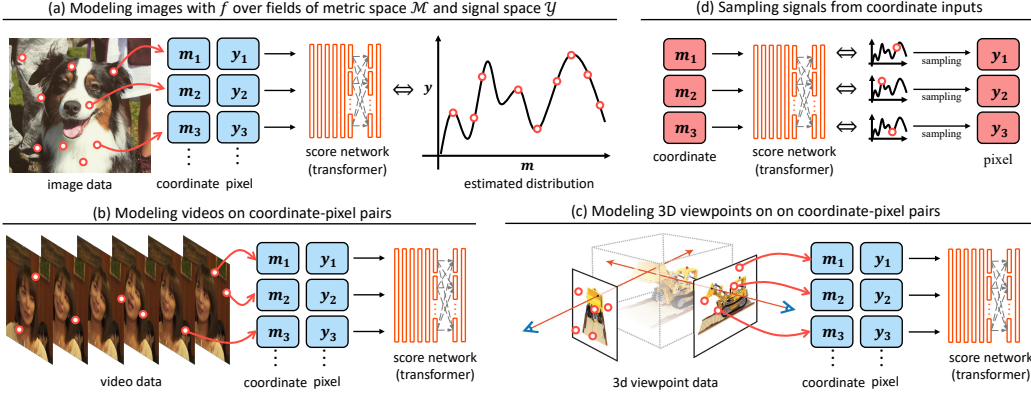 (a) Modeling images with f over fields of metric space ℳ and signal space 𝒴
m₁ y₁
m₂ y₂
m₃ y₃
⋮ ⋮
image data
coordinate pixel
score network
(transformer)
y
m
estimated distribution
(d) Sampling signals from coordinate inputs
m₁ sampling y₁
m₂ sampling y₂
m₃ sampling y₃
coordinate
score network
(transformer)
pixel
(b) Modeling videos on coordinate-pixel pairs
m₁ y₁
m₂ y₂
m₃ y₃
⋮ ⋮
video data
coordinate pixel
score network
(transformer)
(c) Modeling 3D viewpoints on on coordinate-pixel pairs
m₁ y₁
m₂ y₂
m₃ y₃
⋮ ⋮
3d viewpoint data
coordinate pixel
score network
(transformer)